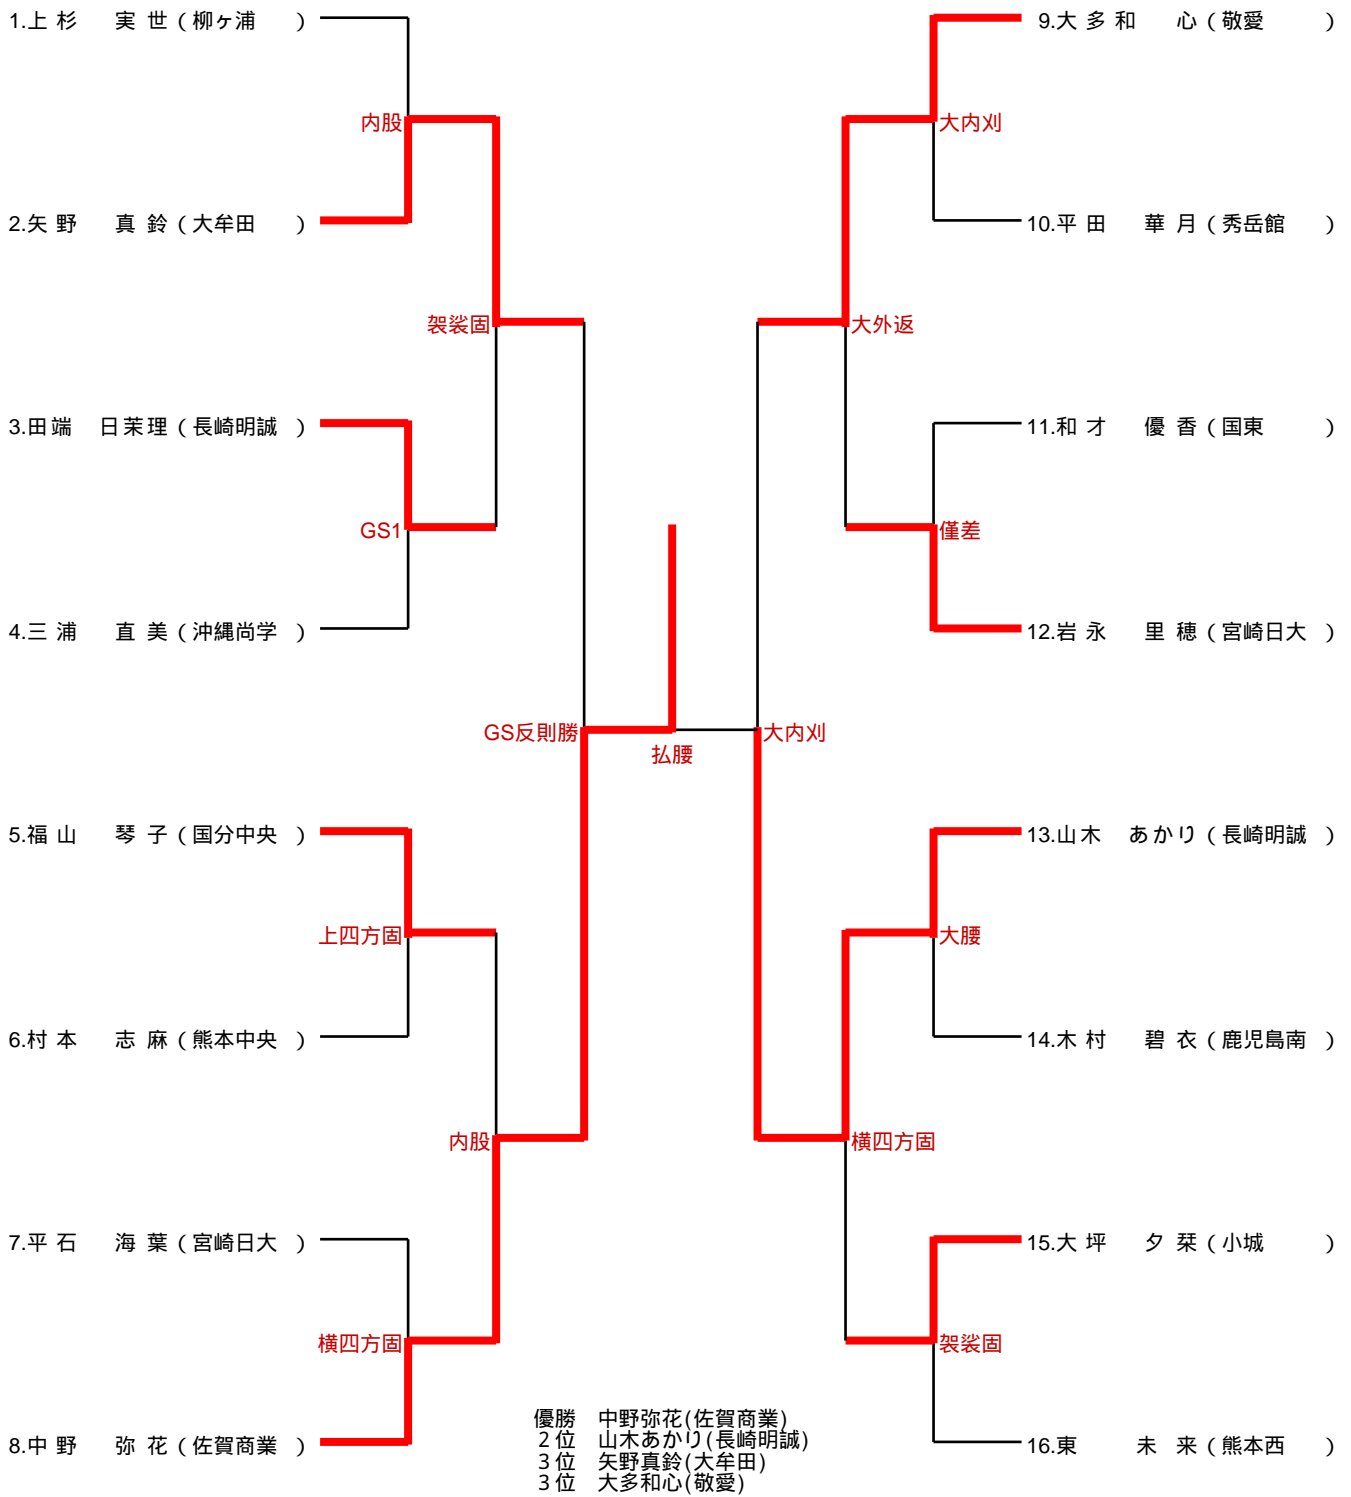 1.上杉　実世(柳ヶ浦　)
9.大多和　心(敬愛　)
内股
大内刈
2.矢野　真鈴(大牟田　)
10.平田　華月(秀岳館　)
袈裟固
大外返
3.田端　日茉理(長崎明誠　)
11.和才　優香(国東　)
GS1
僅差
4.三浦　直美(沖縄尚学　)
12.岩永　里穂(宮崎日大　)
GS反則勝
大内刈
払腰
5.福山　琴子(国分中央　)
13.山木　あかり(長崎明誠　)
上四方固
大腰
6.村本　志麻(熊本中央　)
14.木村　碧衣(鹿児島南　)
内股
横四方固
7.平石　海葉(宮崎日大　)
15.大坪　夕栞(小城　)
横四方固
袈裟固
8.中野　弥花(佐賀商業　)
16.東　未来(熊本西　)
優勝　中野弥花(佐賀商業)
2位　山木あかり(長崎明誠)
3位　矢野真鈴(大牟田)
3位　大多和心(敬愛)